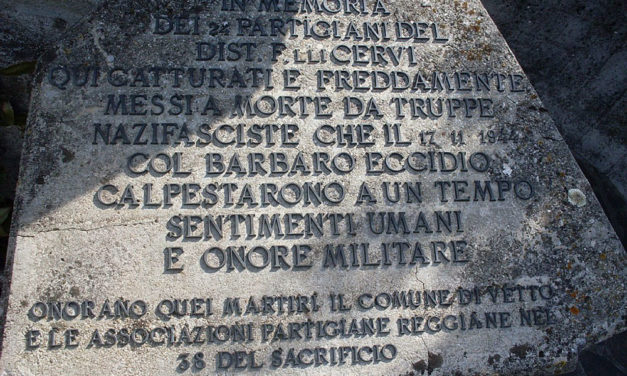 IN MEMORIA
DEI 24 PARTIGIANI DEL
DIST. F.LLI CERVI
QUI CATTURATI E FREDDAMENTE
MESSI A MORTE DA TRUPPE
NAZIFASCISTE CHE IL 17 11 1944
COL BARBARO ECCIDIO
CALPESTARONO A UN TEMPO
SENTIMENTI UMANI
E ONORE MILITARE
ONORANO QUEI MARTIRI IL COMUNE DI VETTO
E LE ASSOCIAZIONI PARTIGIANE REGGIANE NEL
38 DEL SACRIFICIO